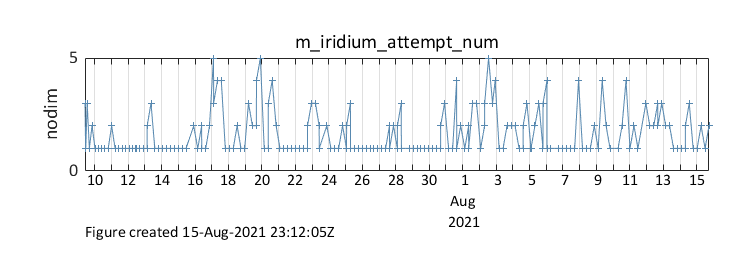 m_iridium_attempt_num
5
nodim
0
10 12 14 16 18 20 22 24 26 28 30 1 3 5 7 9 11 13 15
Aug
2021
Figure created 15-Aug-2021 23:12:05Z